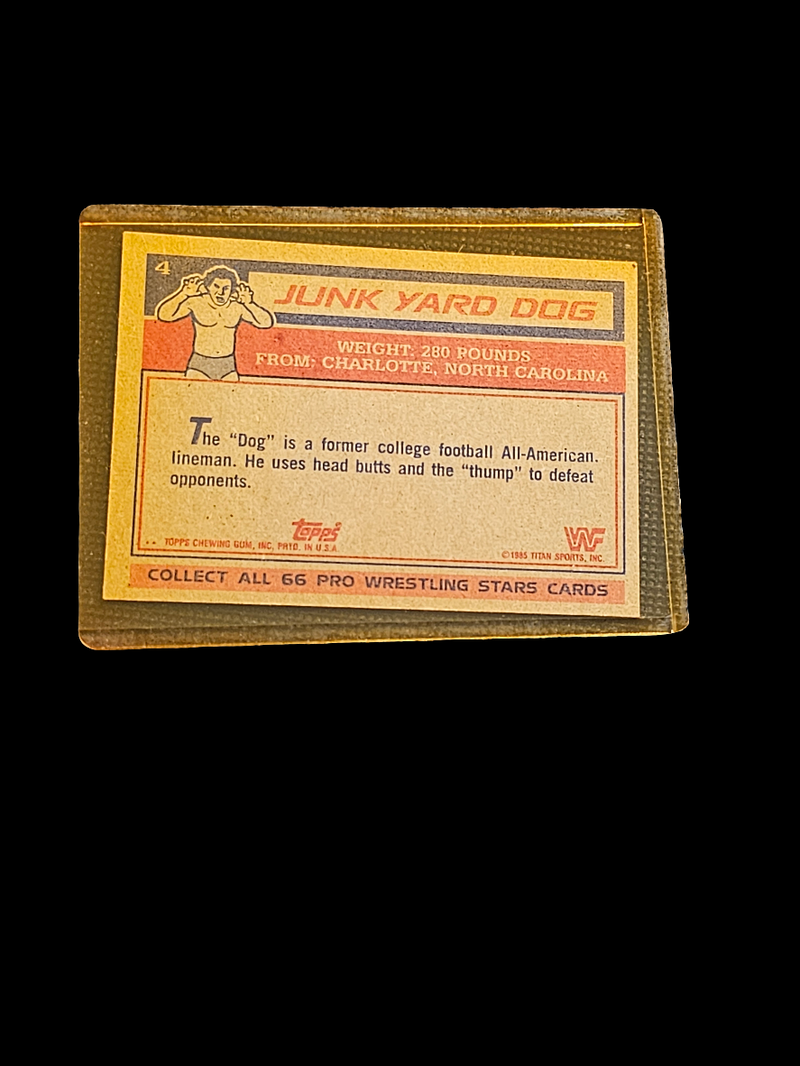 4
JUNK YARD DOG
WEIGHT: 280 POUNDS
FROM: CHARLOTTE, NORTH CAROLINA
The “Dog” is a former college football All-American.
lineman. He uses head butts and the “thump” to defeat
opponents.
topps
WF
TOPPS CHEWING GUM, INC. PRTD. IN U.S.A.
©1985 TITAN SPORTS, INC.
COLLECT ALL 66 PRO WRESTLING STARS CARDS